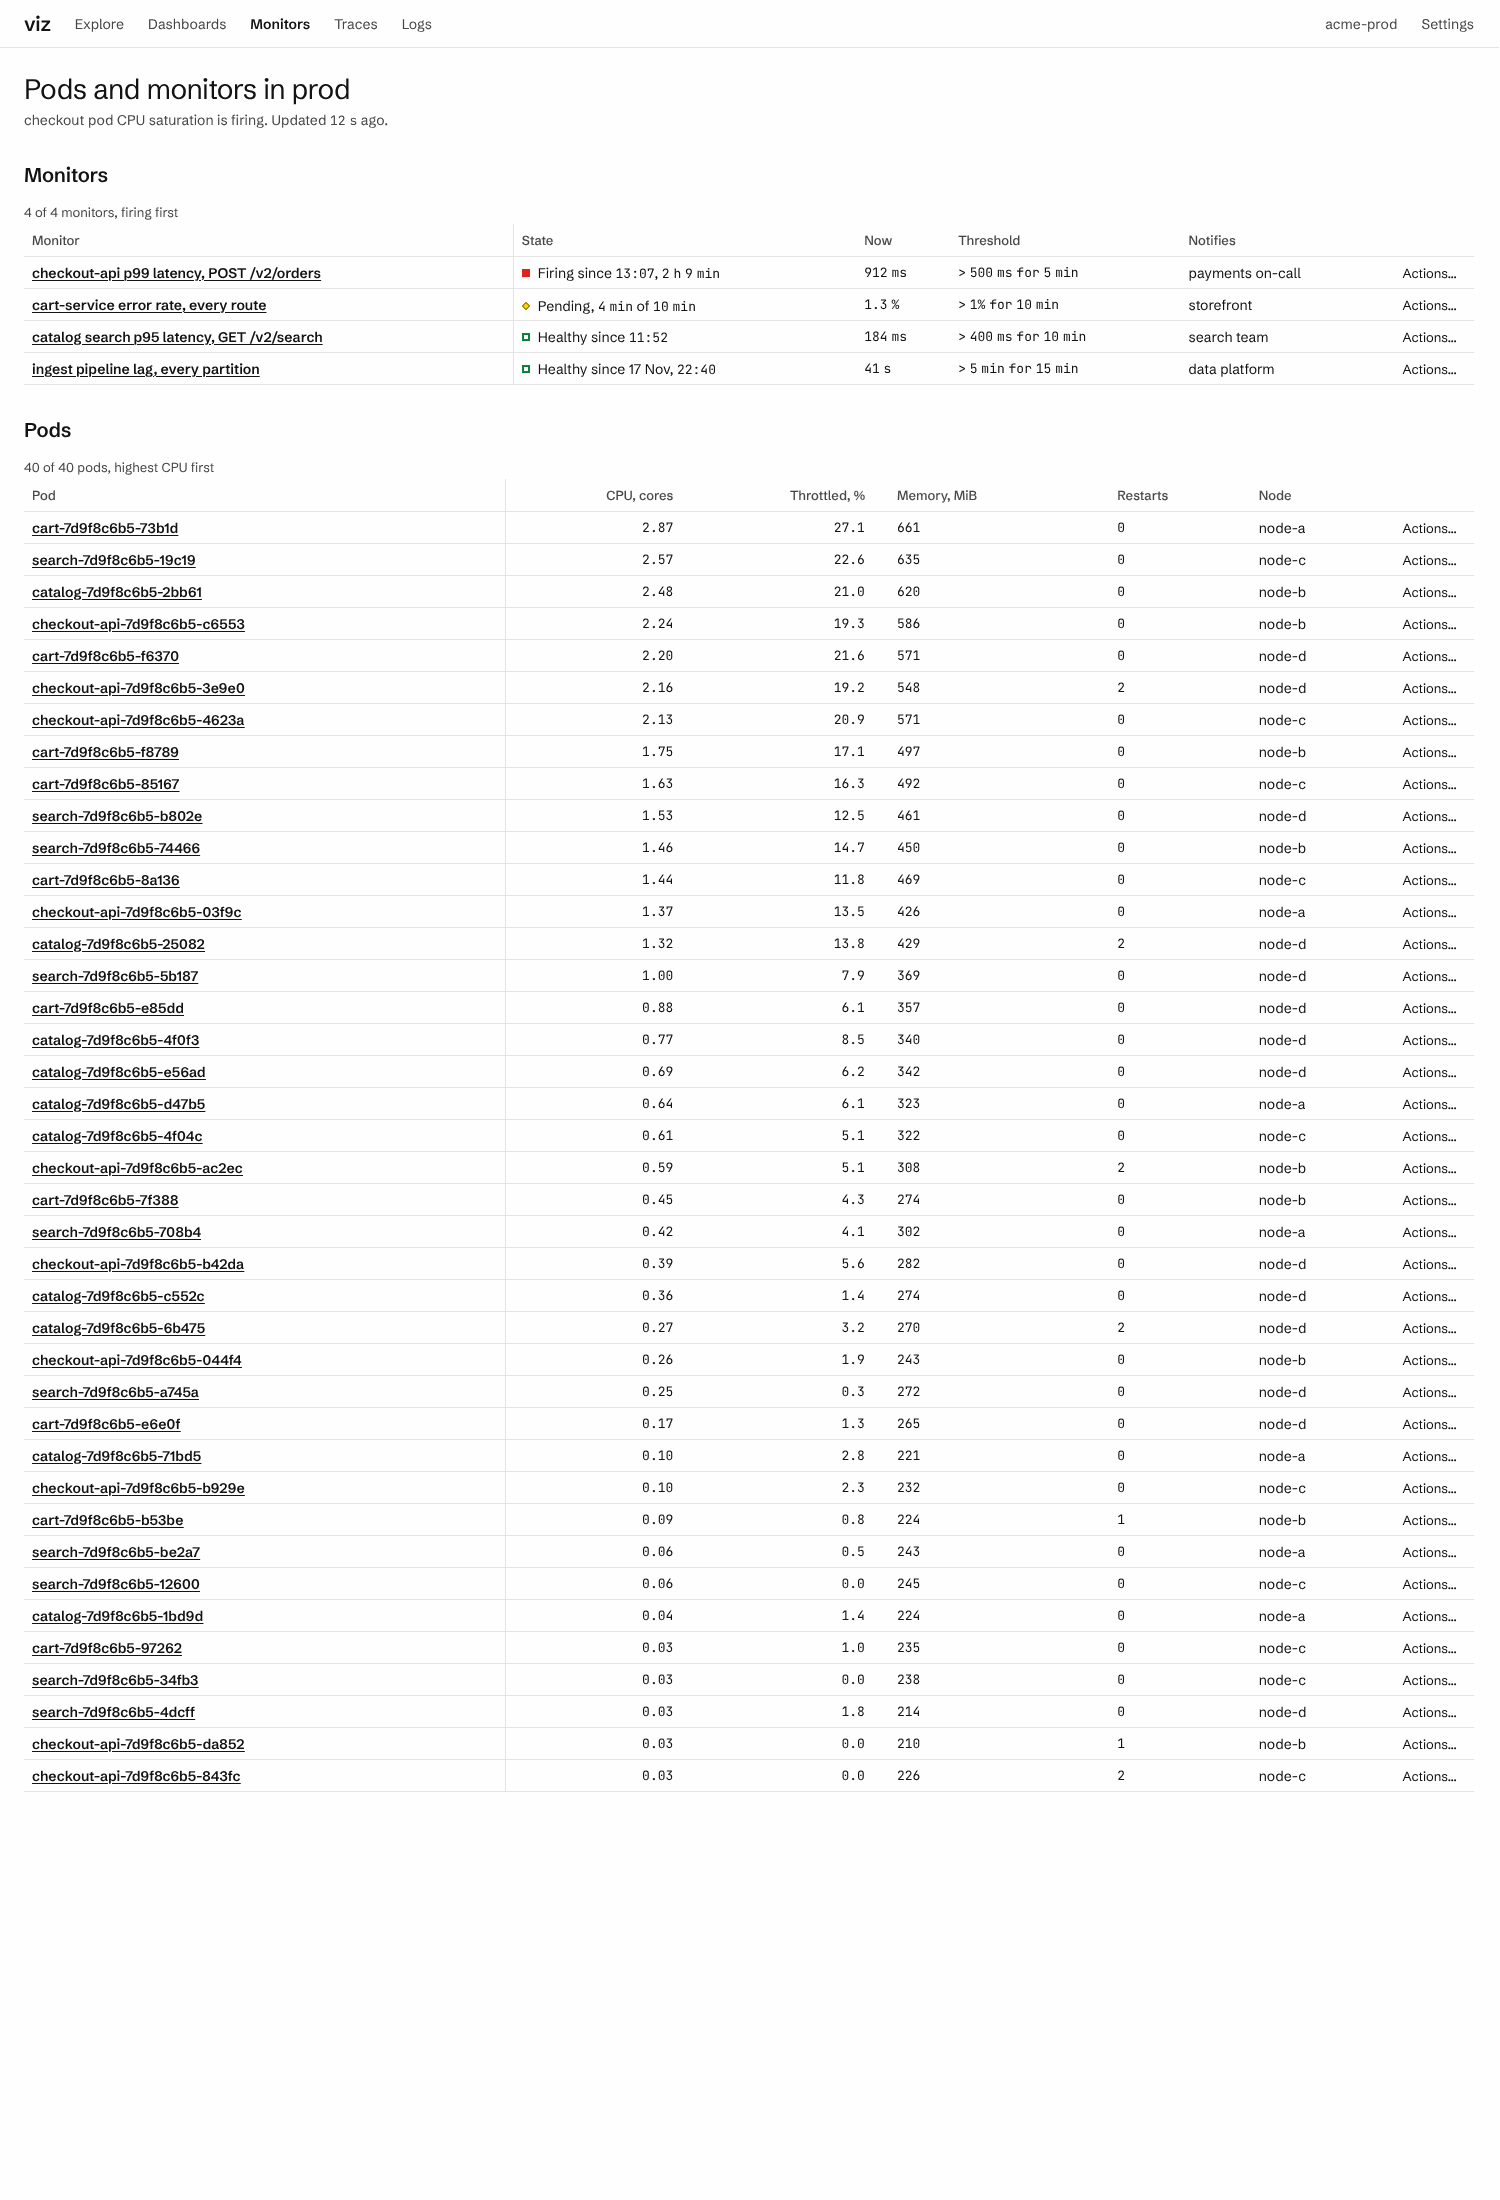 viz Explore Dashboards Monitors Traces Logs acme-prod Settings
Pods and monitors in prod
checkout pod CPU saturation is firing. Updated 12 s ago.
Monitors
4 of 4 monitors, firing first
Monitor State Now Threshold Notifies
checkout-api p99 latency, POST /v2/orders Firing since 13:07, 2 h 9 min 912 ms > 500 ms for 5 min payments on-call Actions...
cart-service error rate, every route Pending, 4 min of 10 min 1.3 % > 1% for 10 min storefront Actions...
catalog search p95 latency, GET /v2/search Healthy since 11:52 184 ms > 400 ms for 10 min search team Actions...
ingest pipeline lag, every partition Healthy since 17 Nov, 22:40 41 s > 5 min for 15 min data platform Actions...
Pods
40 of 40 pods, highest CPU first
Pod CPU, cores Throttled, % Memory, MiB Restarts Node
cart-7d9f8c6b5-73b1d 2.87 27.1 661 0 node-a Actions...
search-7d9f8c6b5-19c19 2.57 22.6 635 0 node-c Actions...
catalog-7d9f8c6b5-2bb61 2.48 21.0 620 0 node-b Actions...
checkout-api-7d9f8c6b5-c6553 2.24 19.3 586 0 node-b Actions...
cart-7d9f8c6b5-f6370 2.20 21.6 571 0 node-d Actions...
checkout-api-7d9f8c6b5-3e9e0 2.16 19.2 548 2 node-d Actions...
checkout-api-7d9f8c6b5-4623a 2.13 20.9 571 0 node-c Actions...
cart-7d9f8c6b5-f8789 1.75 17.1 497 0 node-b Actions...
cart-7d9f8c6b5-85167 1.63 16.3 492 0 node-c Actions...
search-7d9f8c6b5-b802e 1.53 12.5 461 0 node-d Actions...
search-7d9f8c6b5-74466 1.46 14.7 450 0 node-b Actions...
cart-7d9f8c6b5-8a136 1.44 11.8 469 0 node-c Actions...
checkout-api-7d9f8c6b5-03f9c 1.37 13.5 426 0 node-a Actions...
catalog-7d9f8c6b5-25082 1.32 13.8 429 2 node-d Actions...
search-7d9f8c6b5-5b187 1.00 7.9 369 0 node-d Actions...
cart-7d9f8c6b5-e85dd 0.88 6.1 357 0 node-d Actions...
catalog-7d9f8c6b5-4f0f3 0.77 8.5 340 0 node-d Actions...
catalog-7d9f8c6b5-e56ad 0.69 6.2 342 0 node-d Actions...
catalog-7d9f8c6b5-d47b5 0.64 6.1 323 0 node-a Actions...
catalog-7d9f8c6b5-4f04c 0.61 5.1 322 0 node-c Actions...
checkout-api-7d9f8c6b5-ac2ec 0.59 5.1 308 2 node-b Actions...
cart-7d9f8c6b5-7f388 0.45 4.3 274 0 node-b Actions...
search-7d9f8c6b5-708b4 0.42 4.1 302 0 node-a Actions...
checkout-api-7d9f8c6b5-b42da 0.39 5.6 282 0 node-d Actions...
catalog-7d9f8c6b5-c552c 0.36 1.4 274 0 node-d Actions...
catalog-7d9f8c6b5-6b475 0.27 3.2 270 2 node-d Actions...
checkout-api-7d9f8c6b5-044f4 0.26 1.9 243 0 node-b Actions...
search-7d9f8c6b5-a745a 0.25 0.3 272 0 node-d Actions...
cart-7d9f8c6b5-e6e0f 0.17 1.3 265 0 node-d Actions...
catalog-7d9f8c6b5-71bd5 0.10 2.8 221 0 node-a Actions...
checkout-api-7d9f8c6b5-b929e 0.10 2.3 232 0 node-c Actions...
cart-7d9f8c6b5-b53be 0.09 0.8 224 1 node-b Actions...
search-7d9f8c6b5-be2a7 0.06 0.5 243 0 node-a Actions...
search-7d9f8c6b5-12600 0.06 0.0 245 0 node-c Actions...
catalog-7d9f8c6b5-1bd9d 0.04 1.4 224 0 node-a Actions...
cart-7d9f8c6b5-97262 0.03 1.0 235 0 node-c Actions...
search-7d9f8c6b5-34fb3 0.03 0.0 238 0 node-c Actions...
search-7d9f8c6b5-4dcff 0.03 1.8 214 0 node-d Actions...
checkout-api-7d9f8c6b5-da852 0.03 0.0 210 1 node-b Actions...
checkout-api-7d9f8c6b5-843fc 0.03 0.0 226 2 node-c Actions...